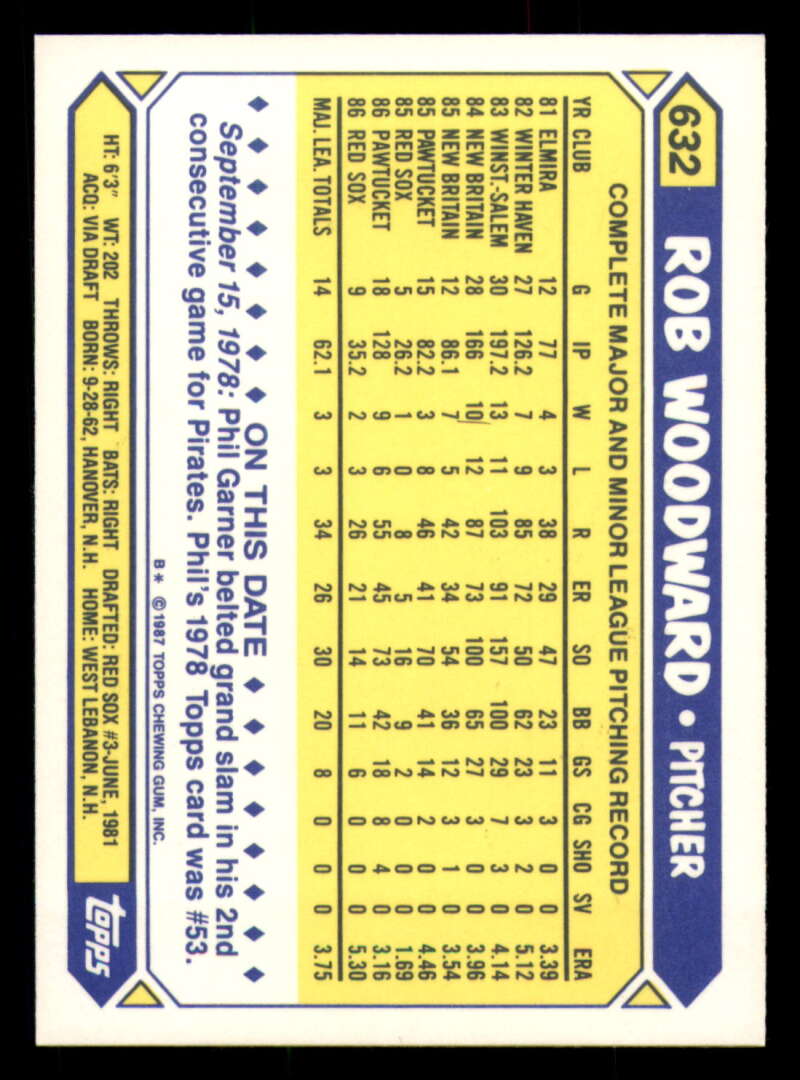 632 ROB WOODWARD • PITCHER
COMPLETE MAJOR AND MINOR LEAGUE PITCHING RECORD
YR CLUB G IP W L R ER SO BB GS CG SHO SV ERA
81 ELMIRA 12 77 4 3 38 29 47 23 11 3 0 0 3.39
82 WINTER HAVEN 27 126.2 7 9 85 72 50 62 23 3 2 0 5.12
83 WINST.-SALEM 30 197.2 13 11 103 91 157 100 29 7 3 0 4.14
84 NEW BRITAIN 28 166 10 12 87 73 100 65 27 3 0 0 3.96
85 NEW BRITAIN 12 86.1 7 5 42 34 54 36 12 3 1 0 3.54
85 PAWTUCKET 15 82.2 3 8 46 41 70 41 14 2 0 0 4.46
85 RED SOX 5 26.2 1 0 8 5 16 9 2 0 0 0 1.69
86 PAWTUCKET 18 128 9 6 55 45 73 42 18 8 4 0 3.16
86 RED SOX 9 35.2 2 3 26 21 14 11 6 0 0 0 5.30
MAJ. LEA. TOTALS 14 62.1 3 3 34 26 30 20 8 0 0 0 3.75
◆ ◆ ◆ ◆ ◆ ◆ ◆ ◆ ON THIS DATE ◆ ◆ ◆ ◆ ◆ ◆ ◆ ◆
September 15, 1978: Phil Garner belted grand slam in his 2nd
consecutive game for Pirates. Phil's 1978 Topps card was #53.
B* ©1987 TOPPS CHEWING GUM, INC.
HT: 6'3" WT: 202 THROWS: RIGHT BATS: RIGHT DRAFTED: RED SOX #3-JUNE, 1981
ACQ: VIA DRAFT BORN: 9-28-62, HANOVER, N.H. HOME: WEST LEBANON, N.H.
topps